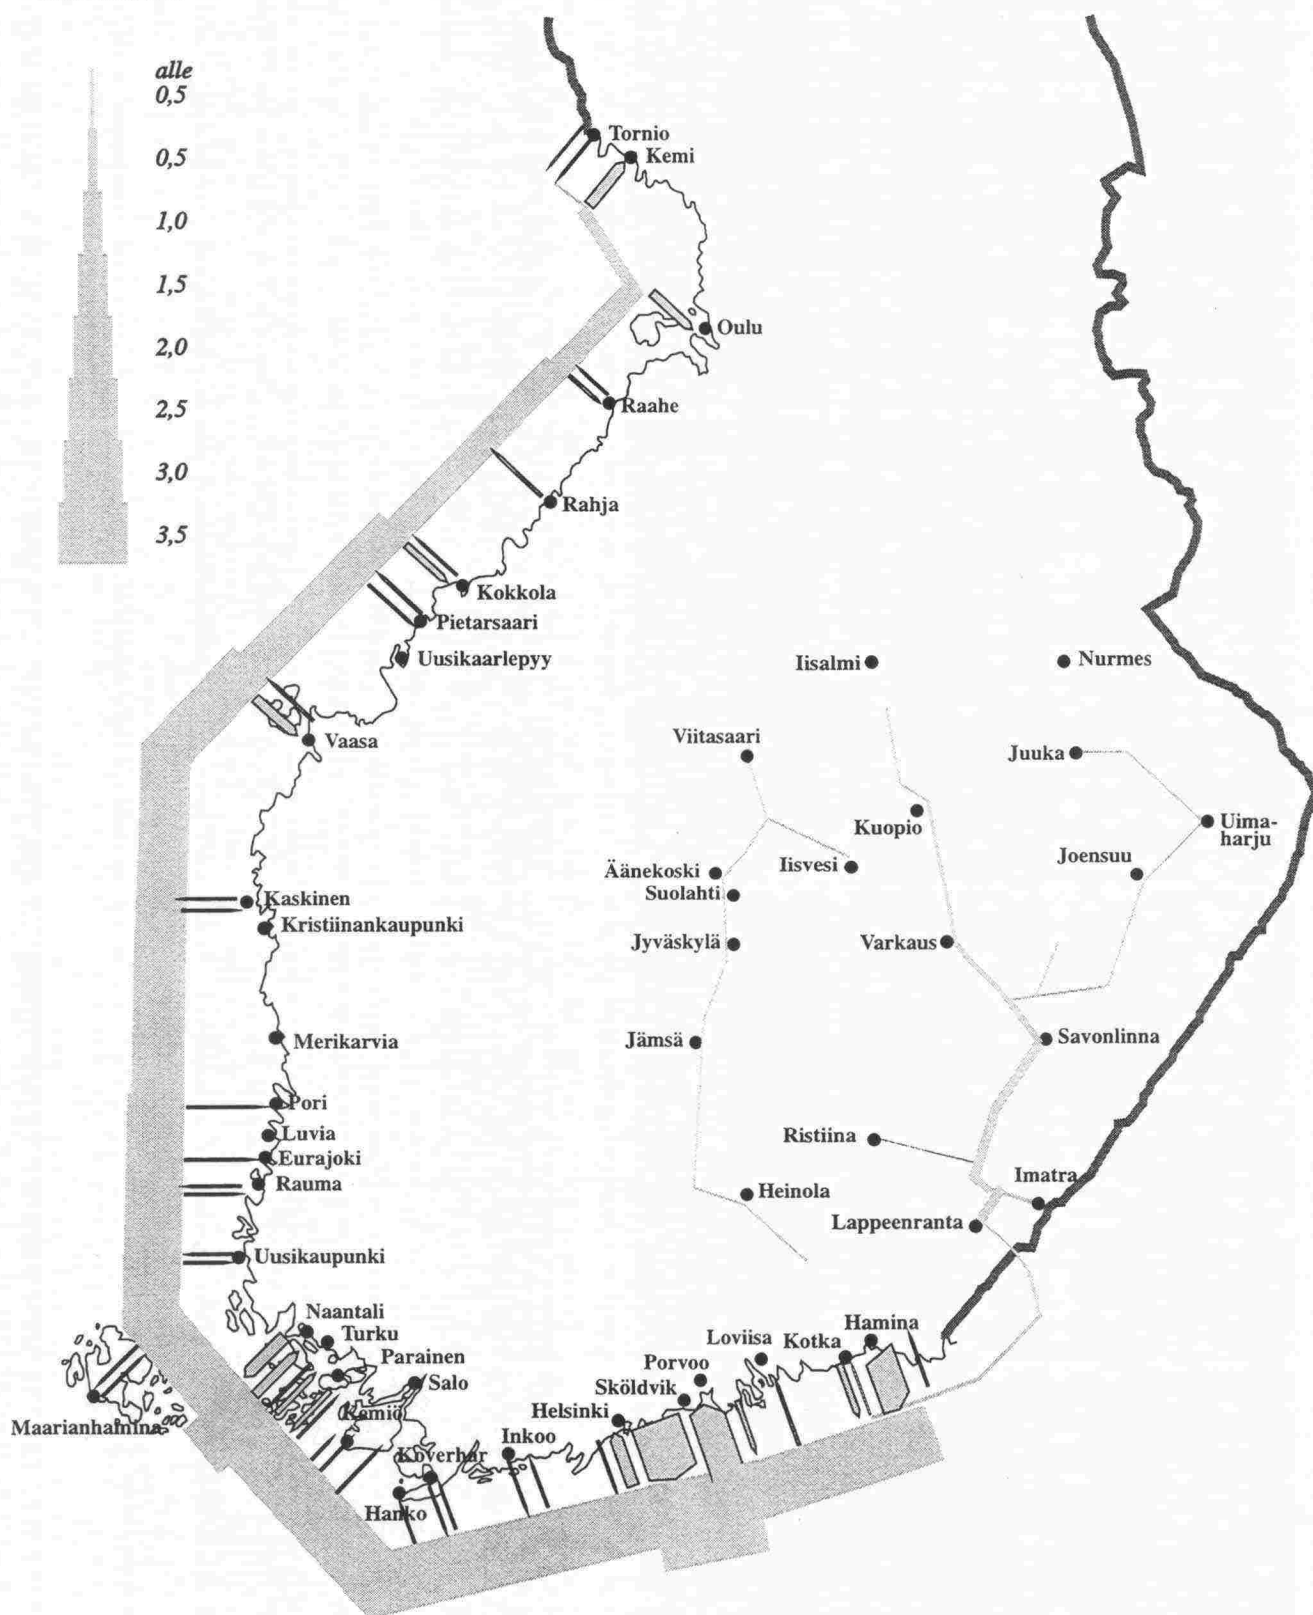 alle
0,5
0,5
1,0
1,5
2,0
2,5
3,0
3,5
Tornio
Kemi
Oulu
Raahe
Rahja
Kokkola
Pietarsaari
Uusikaarlepyy
Vaasa
Iisalmi
Nurmes
Viitasaari
Juuka
Kuopio
Uima-
harju
Joensuu
Iisvesi
Äänekoski
Suolahti
Kaskinen
Kristiinankaupunki
Jyväskylä
Varkaus
Merikarvia
Jämsä
Savonlinna
Pori
Luvia
Ristiina
Eurajoki
Rauma
Imatra
Heinola
Lappeenranta
Uusikaupunki
Naantali
Turku
Parainen
Salo
Maarianhamina
Kemiö
Koverhar
Hanko
Inkoo
Helsinki
Sköldvik
Porvoo
Loviisa
Kotka
Hamina